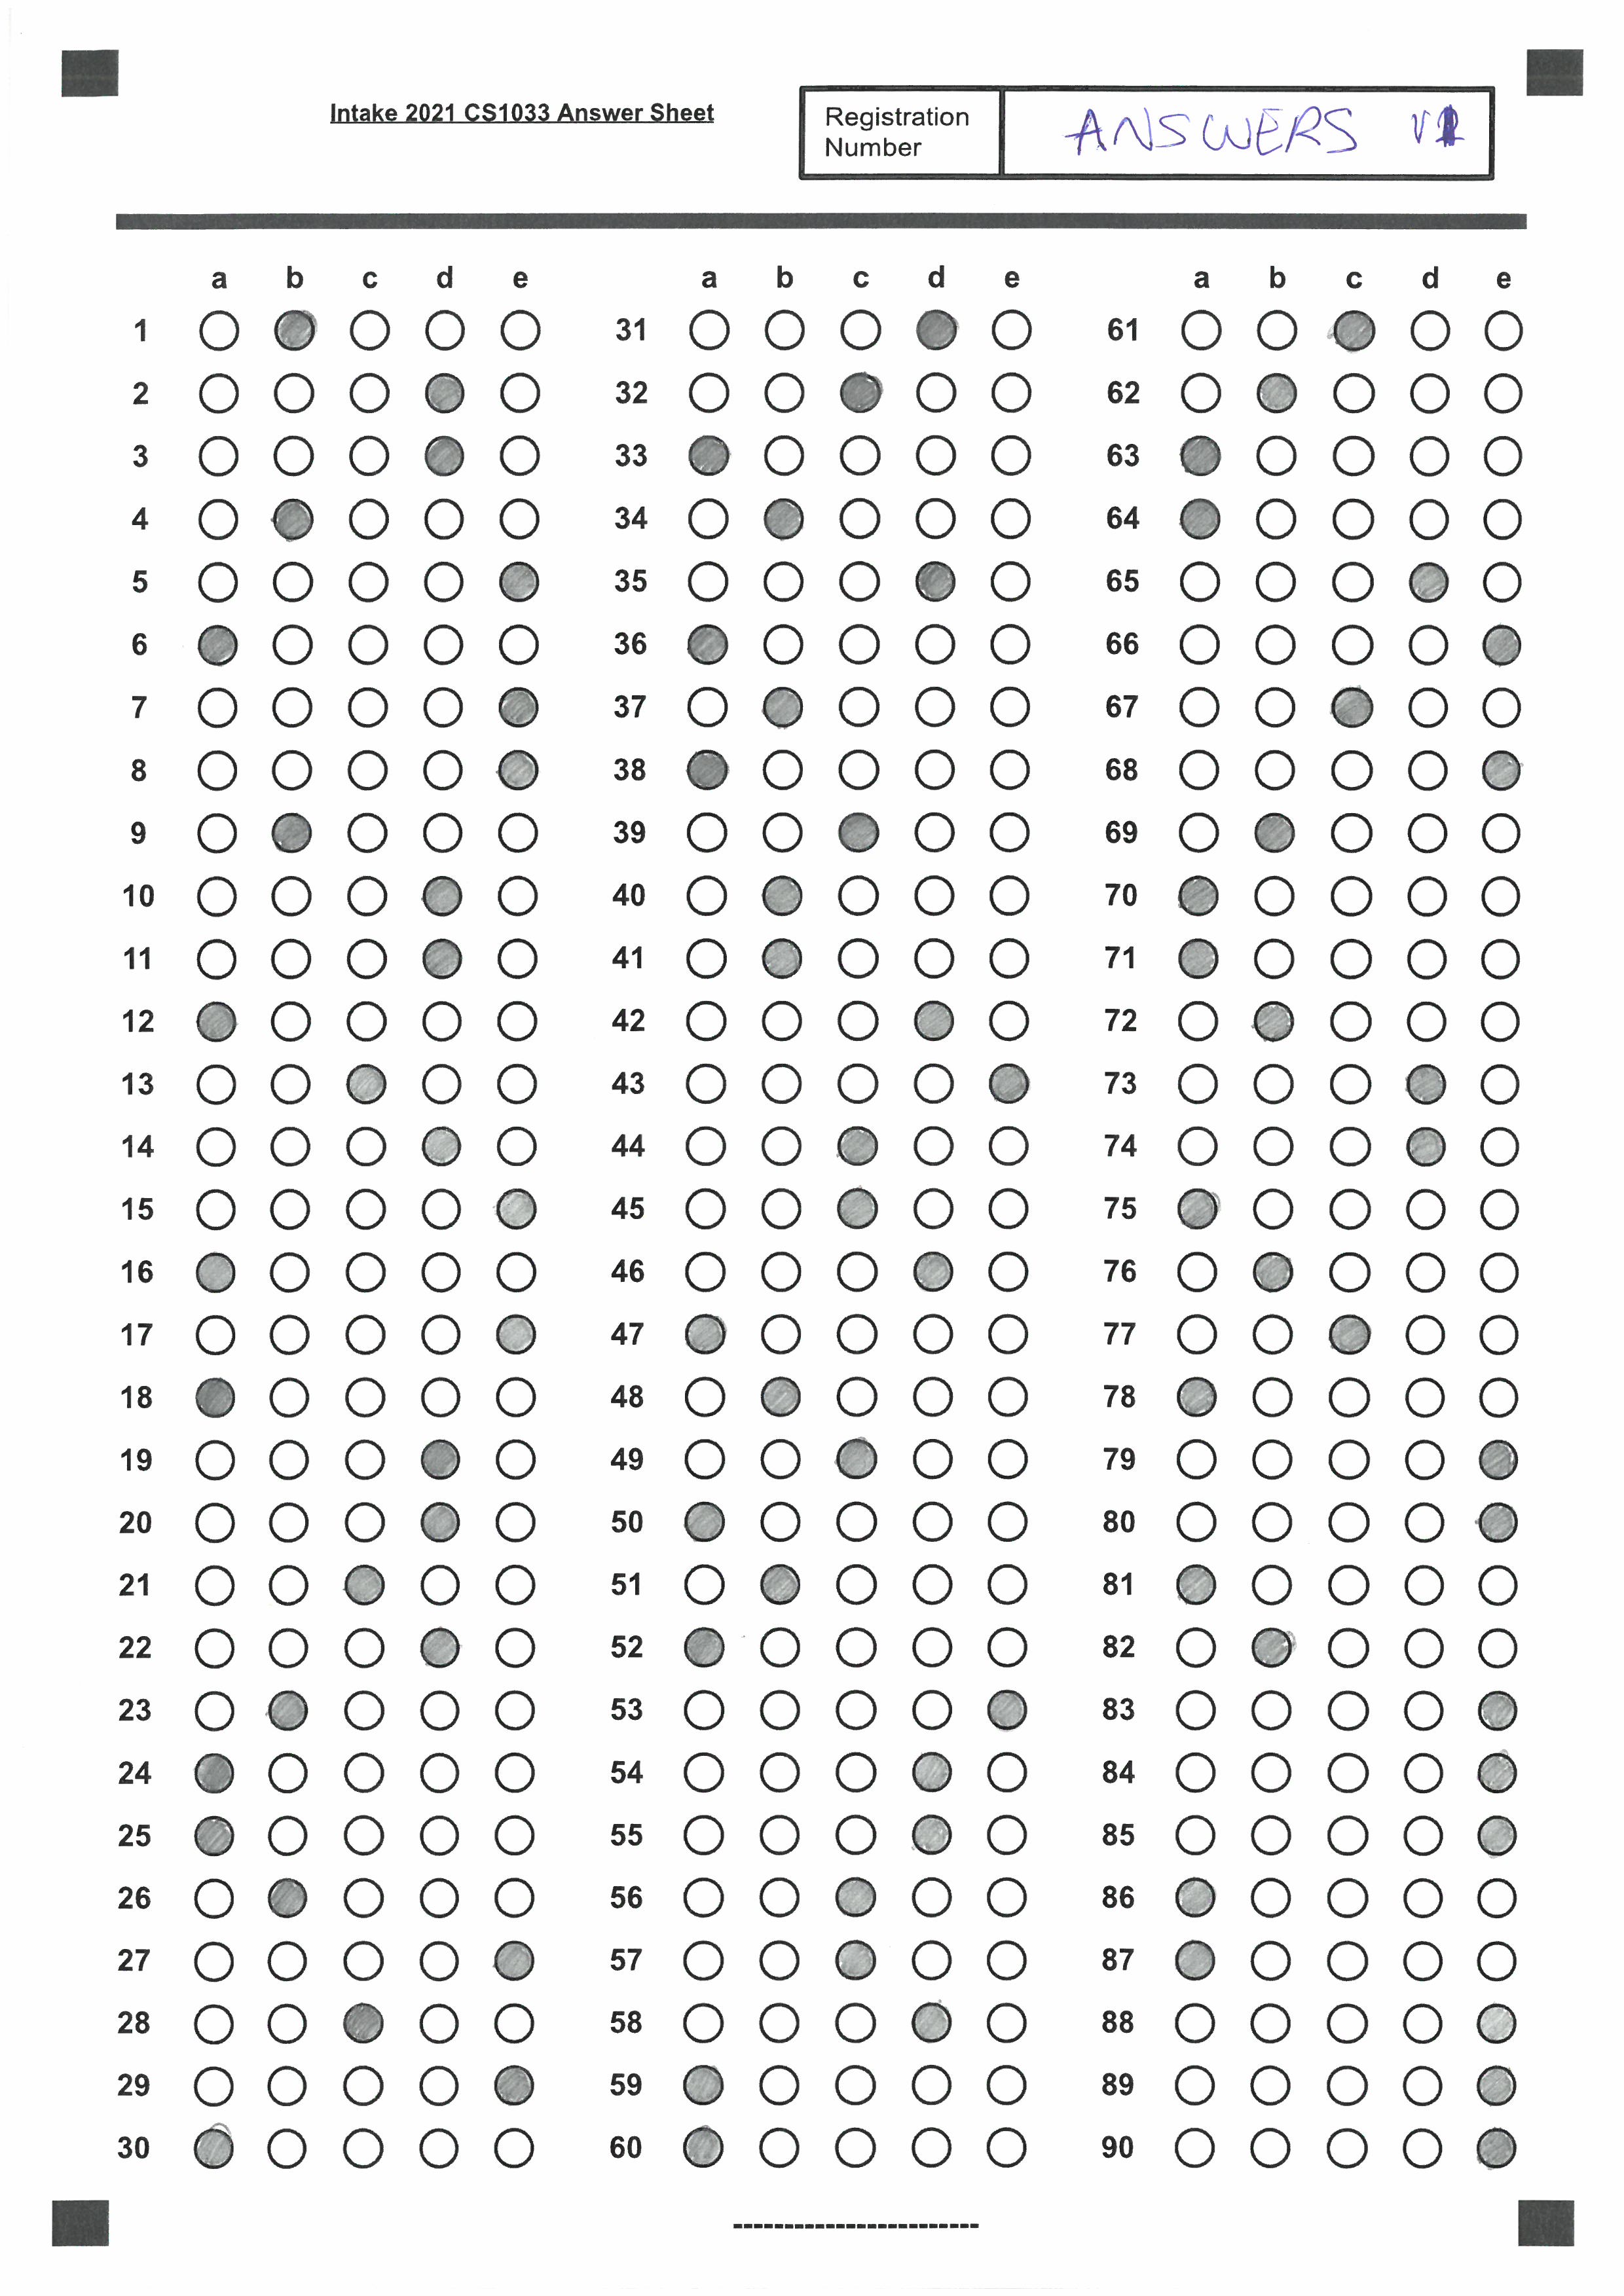 Intake 2021 CS1033 Answer Sheet
Registration Number
ANSWERS V1
a b c d e a b c d e a b c d e
1 31 61
2 32 62
3 33 63
4 34 64
5 35 65
6 36 66
7 37 67
8 38 68
9 39 69
10 40 70
11 41 71
12 42 72
13 43 73
14 44 74
15 45 75
16 46 76
17 47 77
18 48 78
19 49 79
20 50 80
21 51 81
22 52 82
23 53 83
24 54 84
25 55 85
26 56 86
27 57 87
28 58 88
29 59 89
30 60 90